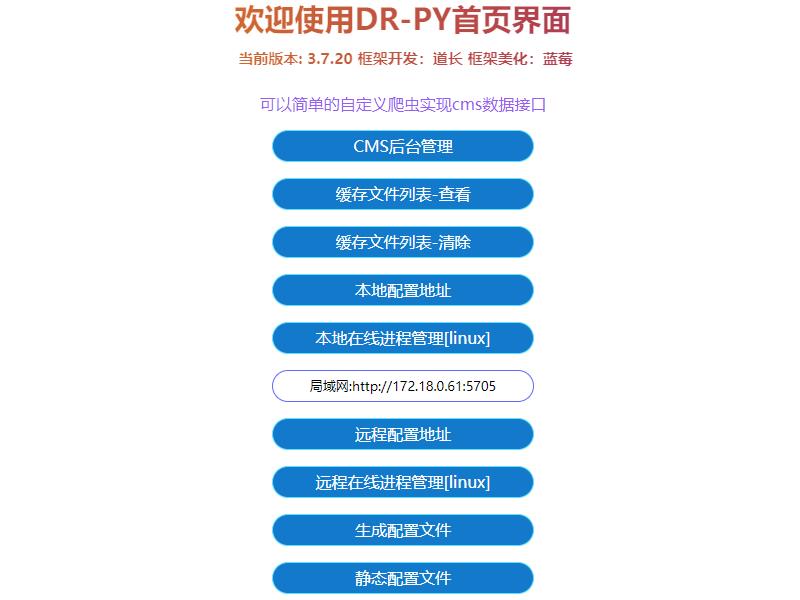 欢迎使用DR-PY首页界面
当前版本: 3.7.20 框架开发：道长 框架美化：蓝莓
可以简单的自定义爬虫实现cms数据接口
CMS后台管理
缓存文件列表-查看
缓存文件列表-清除
本地配置地址
本地在线进程管理[linux]
局域网:http://172.18.0.61:5705
远程配置地址
远程在线进程管理[linux]
生成配置文件
静态配置文件